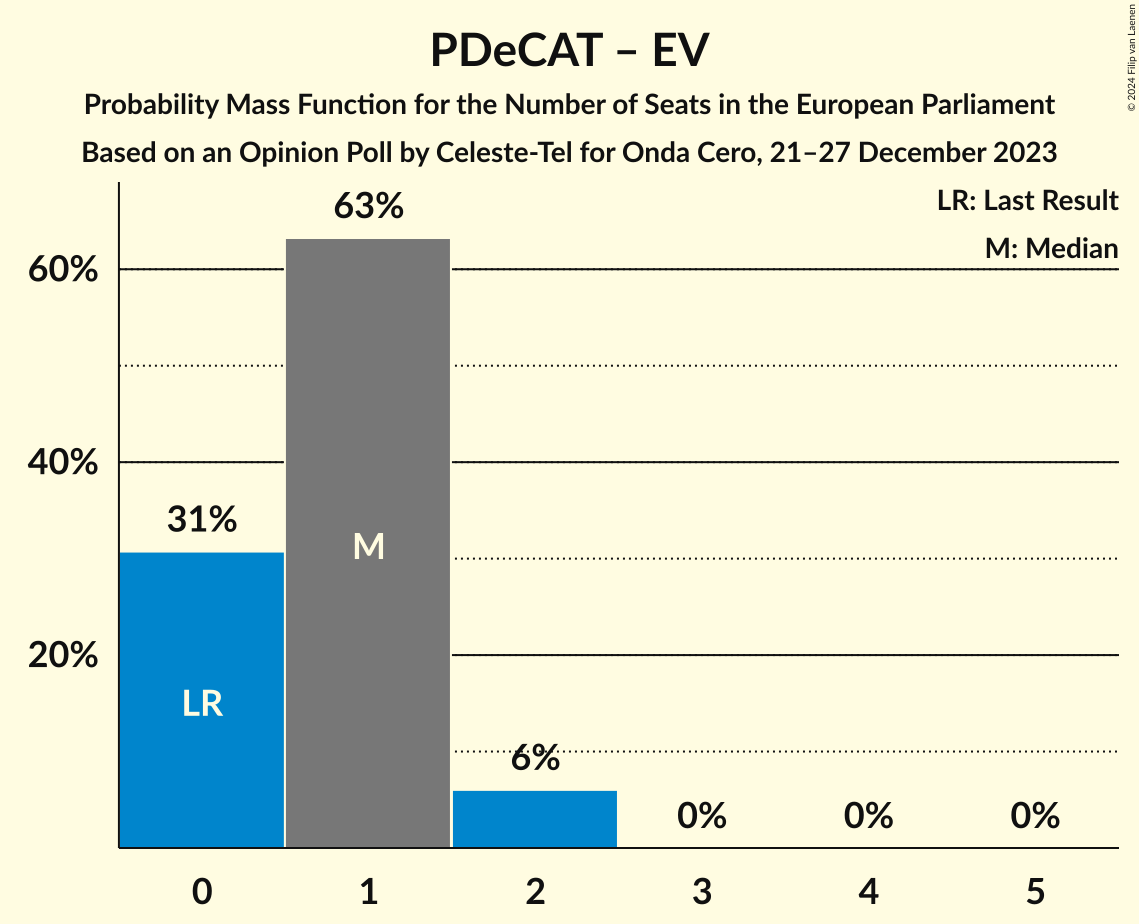 PDeCAT – EV
Probability Mass Function for the Number of Seats in the European Parliament
Based on an Opinion Poll by Celeste-Tel for Onda Cero, 21–27 December 2023
© 2024 Filip van Laenen
LR: Last Result
M: Median
63%
60%
40%
31%
M
20%
LR
6%
0% 0% 0%
0 1 2 3 4 5